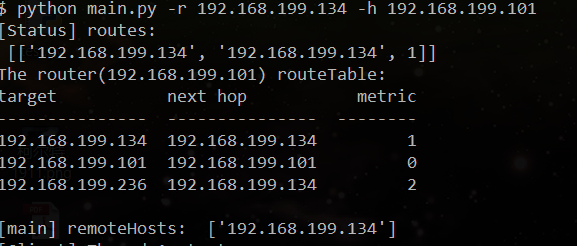 $ python main.py -r 192.168.199.134 -h 192.168.199.101
[Status] routes:
[['192.168.199.134', '192.168.199.134', 1]]
The router(192.168.199.101) routeTable:
target next hop metric
--------------- --------------- --------
192.168.199.134 192.168.199.134 1
192.168.199.101 192.168.199.101 0
192.168.199.236 192.168.199.134 2
[main] remoteHosts: ['192.168.199.134']